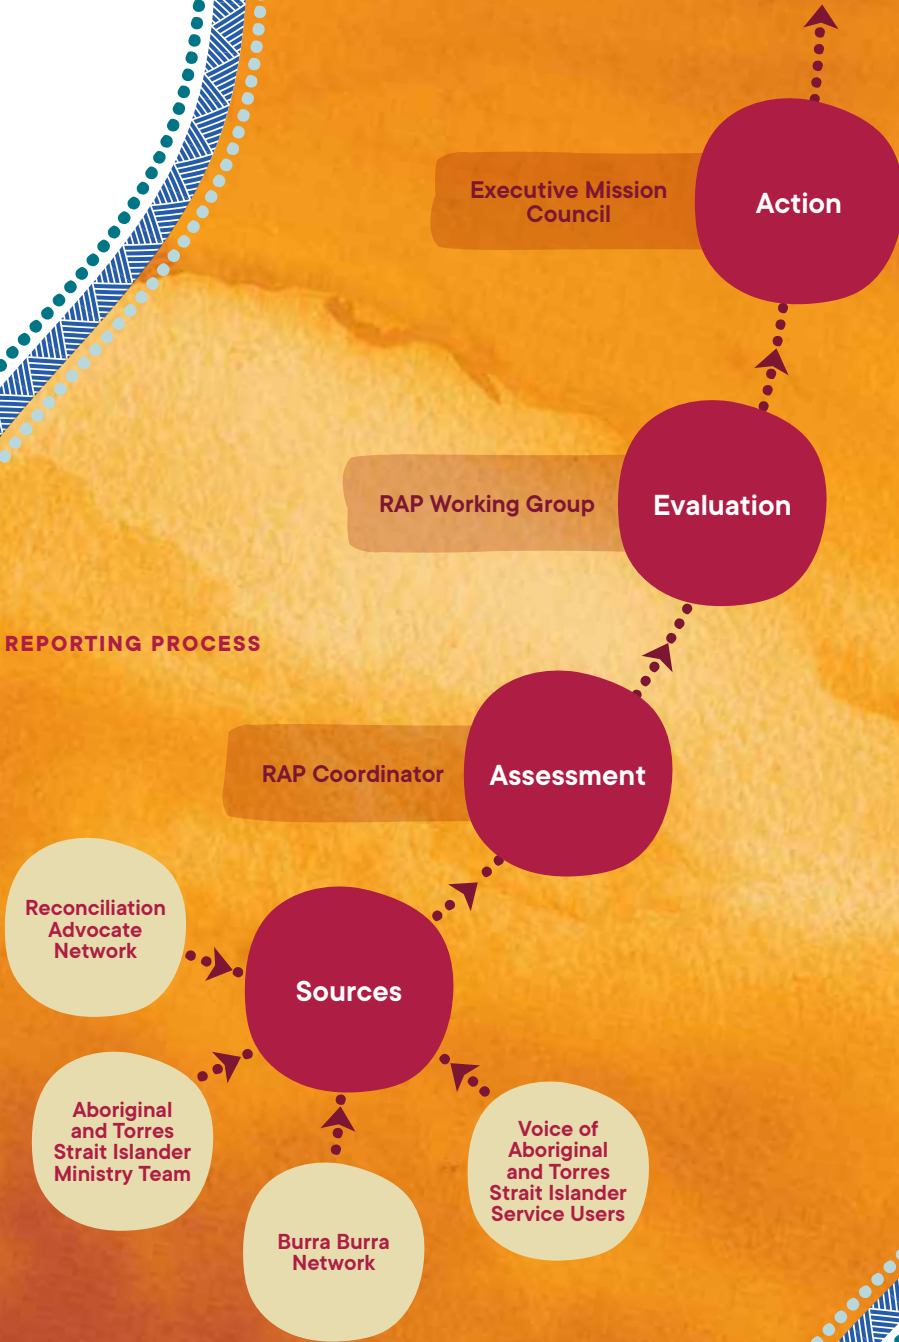 Executive Mission
Council
Action
RAP Working Group
Evaluation
REPORTING PROCESS
RAP Coordinator
Assessment
Reconciliation
Advocate
Network
Sources
Aboriginal
and Torres
Strait Islander
Ministry Team
Voice of
Aboriginal
and Torres
Strait Islander
Service Users
Burra Burra
Network